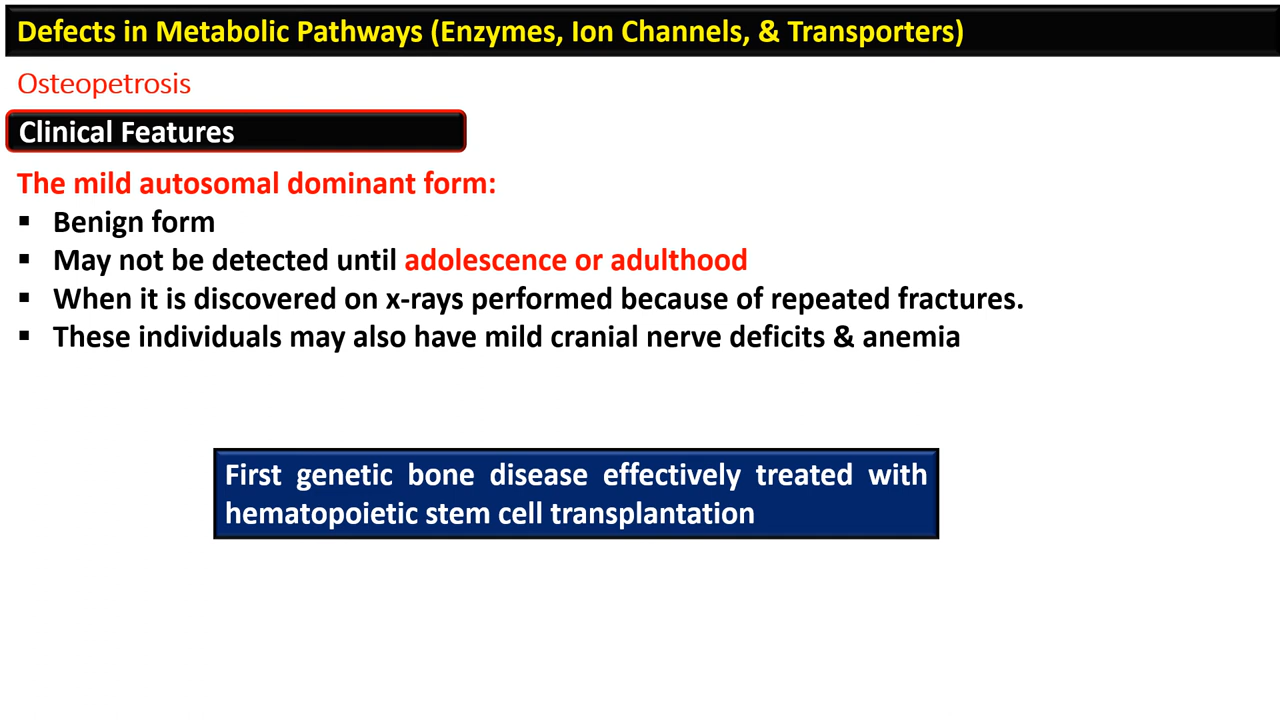 Defects in Metabolic Pathways (Enzymes, Ion Channels, & Transporters)
Osteopetrosis
Clinical Features
The mild autosomal dominant form:
▪ Benign form
▪ May not be detected until adolescence or adulthood
▪ When it is discovered on x-rays performed because of repeated fractures.
▪ These individuals may also have mild cranial nerve deficits & anemia
First genetic bone disease effectively treated with
hematopoietic stem cell transplantation